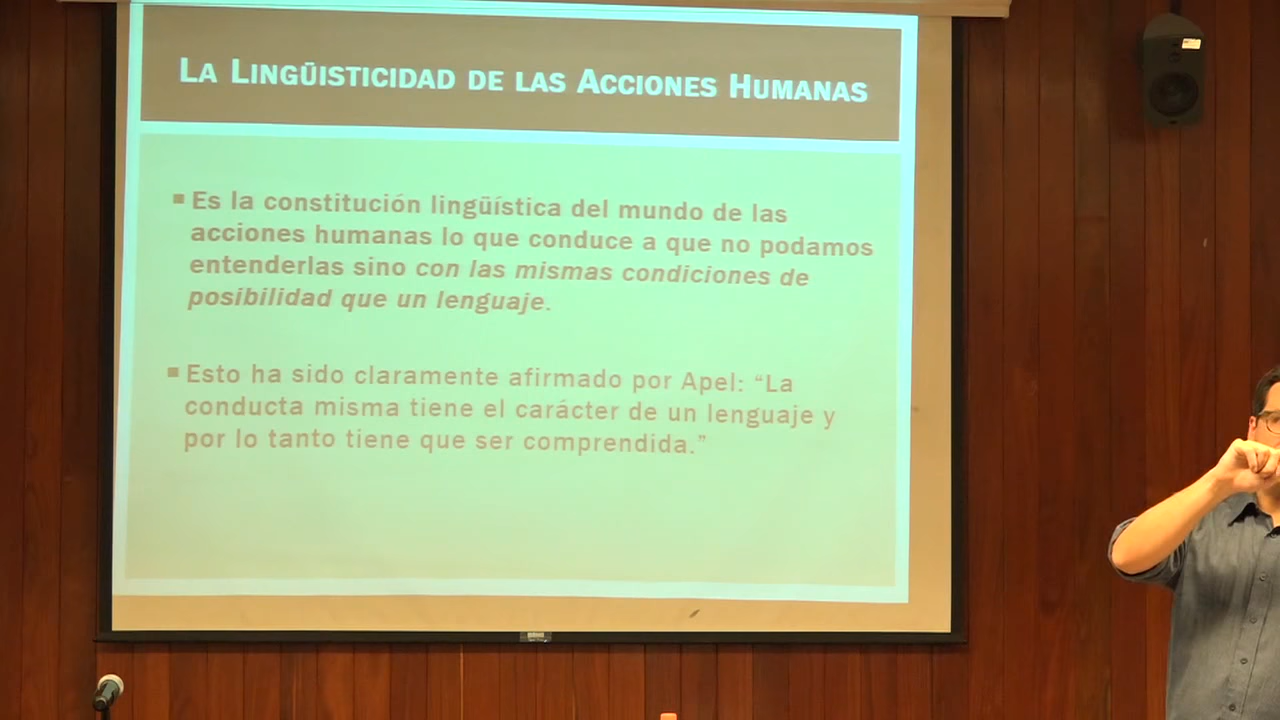 LA LINGÜISTICIDAD DE LAS ACCIONES HUMANAS
▪ Es la constitución lingüística del mundo de las
acciones humanas lo que conduce a que no podamos
entenderlas sino con las mismas condiciones de
posibilidad que un lenguaje.
▪ Esto ha sido claramente afirmado por Apel: “La
conducta misma tiene el carácter de un lenguaje y
por lo tanto tiene que ser comprendida.”